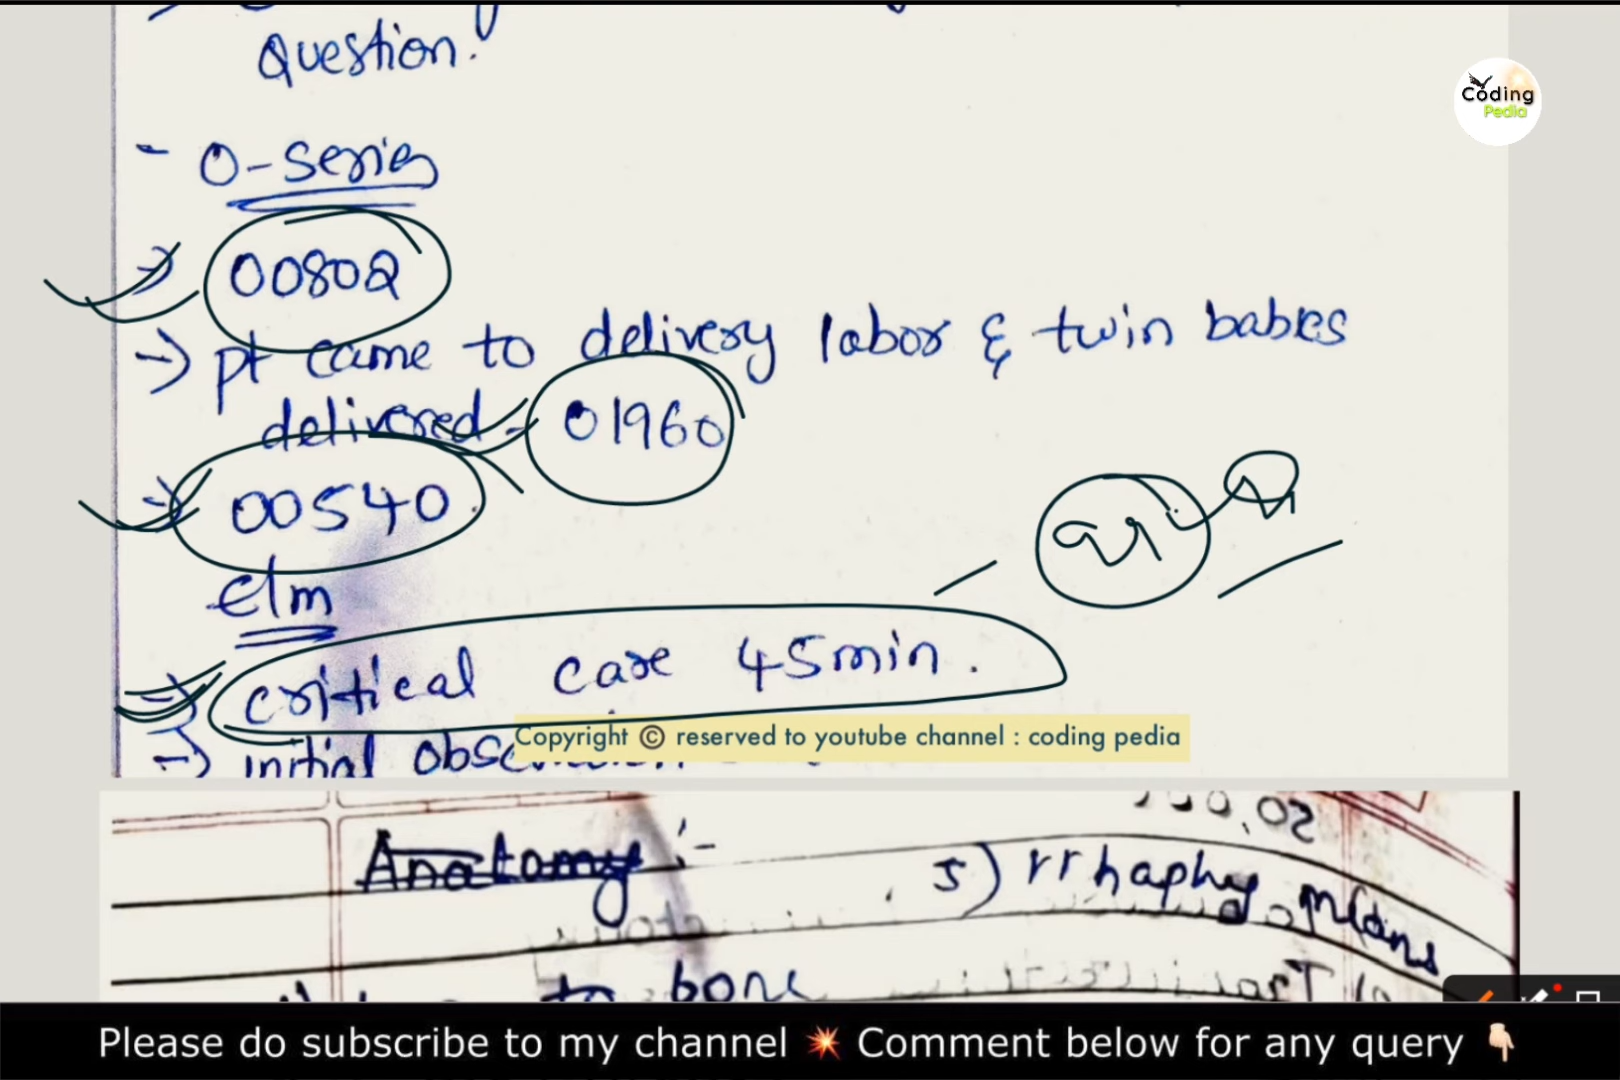 Question.
Coding
Pedia
- O-series
→ 00802
→ pt came to delivery labor & twin babies
delivered - 01960
→ 00540
E/m
→ critical care 45min.
Copyright © reserved to youtube channel : coding pedia
→ initial
Anatomy :-
5) rrhaphy means
to bone
Please do subscribe to my channel 💥 Comment below for any query 👇🏻